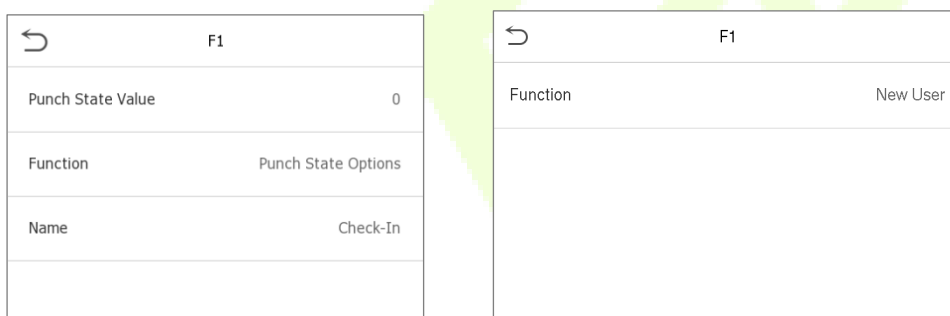 F1
Punch State Value 0
Function Punch State Options
Name Check-In
F1
Function New User